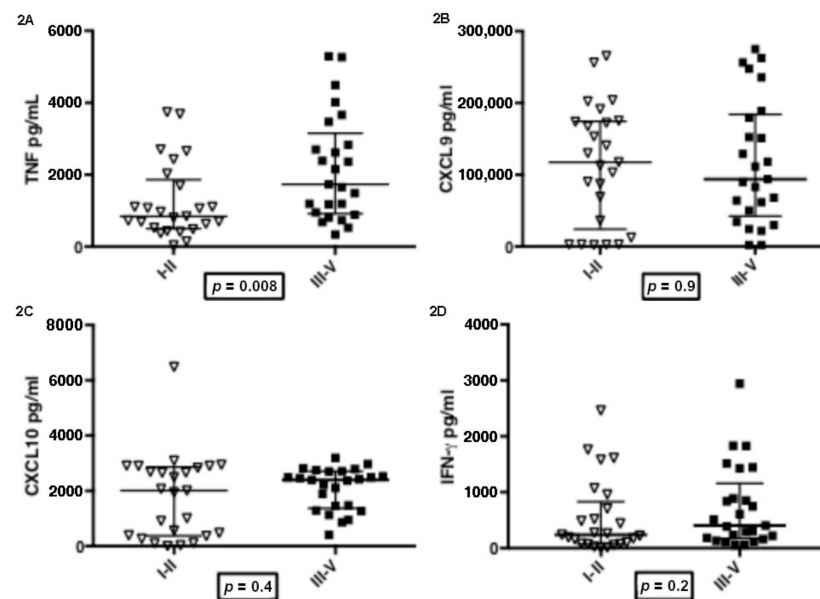 2A
6000
4000
2000
0
TNF pg/mL
I-II
III-V
p = 0.008
2B
300,000
200,000
100,000
0
CXCL9 pg/ml
I-II
III-V
p = 0.9
2C
8000
6000
4000
2000
0
CXCL10 pg/ml
I-II
III-V
p = 0.4
2D
4000
3000
2000
1000
0
IFN-γ pg/ml
I-II
III-V
p = 0.2